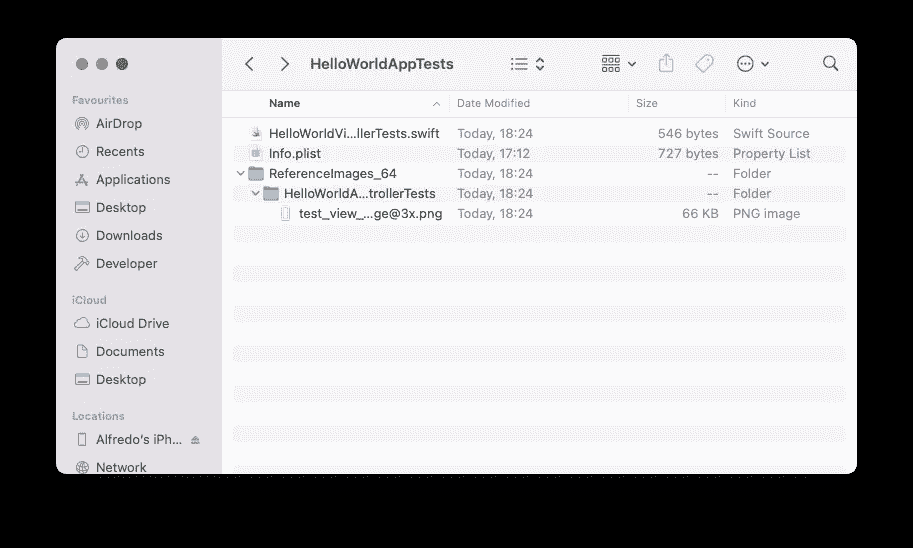 HelloWorldAppTests
Favourites
AirDrop
Recents
Applications
Desktop
Downloads
Developer
iCloud
iCloud Drive
Documents
Desktop
Locations
Alfredo's iPh...
Network
Name Date Modified Size Kind
HelloWorldVi...llerTests.swift Today, 18:24 546 bytes Swift Source
Info.plist Today, 17:12 727 bytes Property List
ReferenceImages_64 Today, 18:24 -- Folder
HelloWorldA...trollerTests Today, 18:24 -- Folder
test_view_...ge@3x.png Today, 18:24 66 KB PNG image